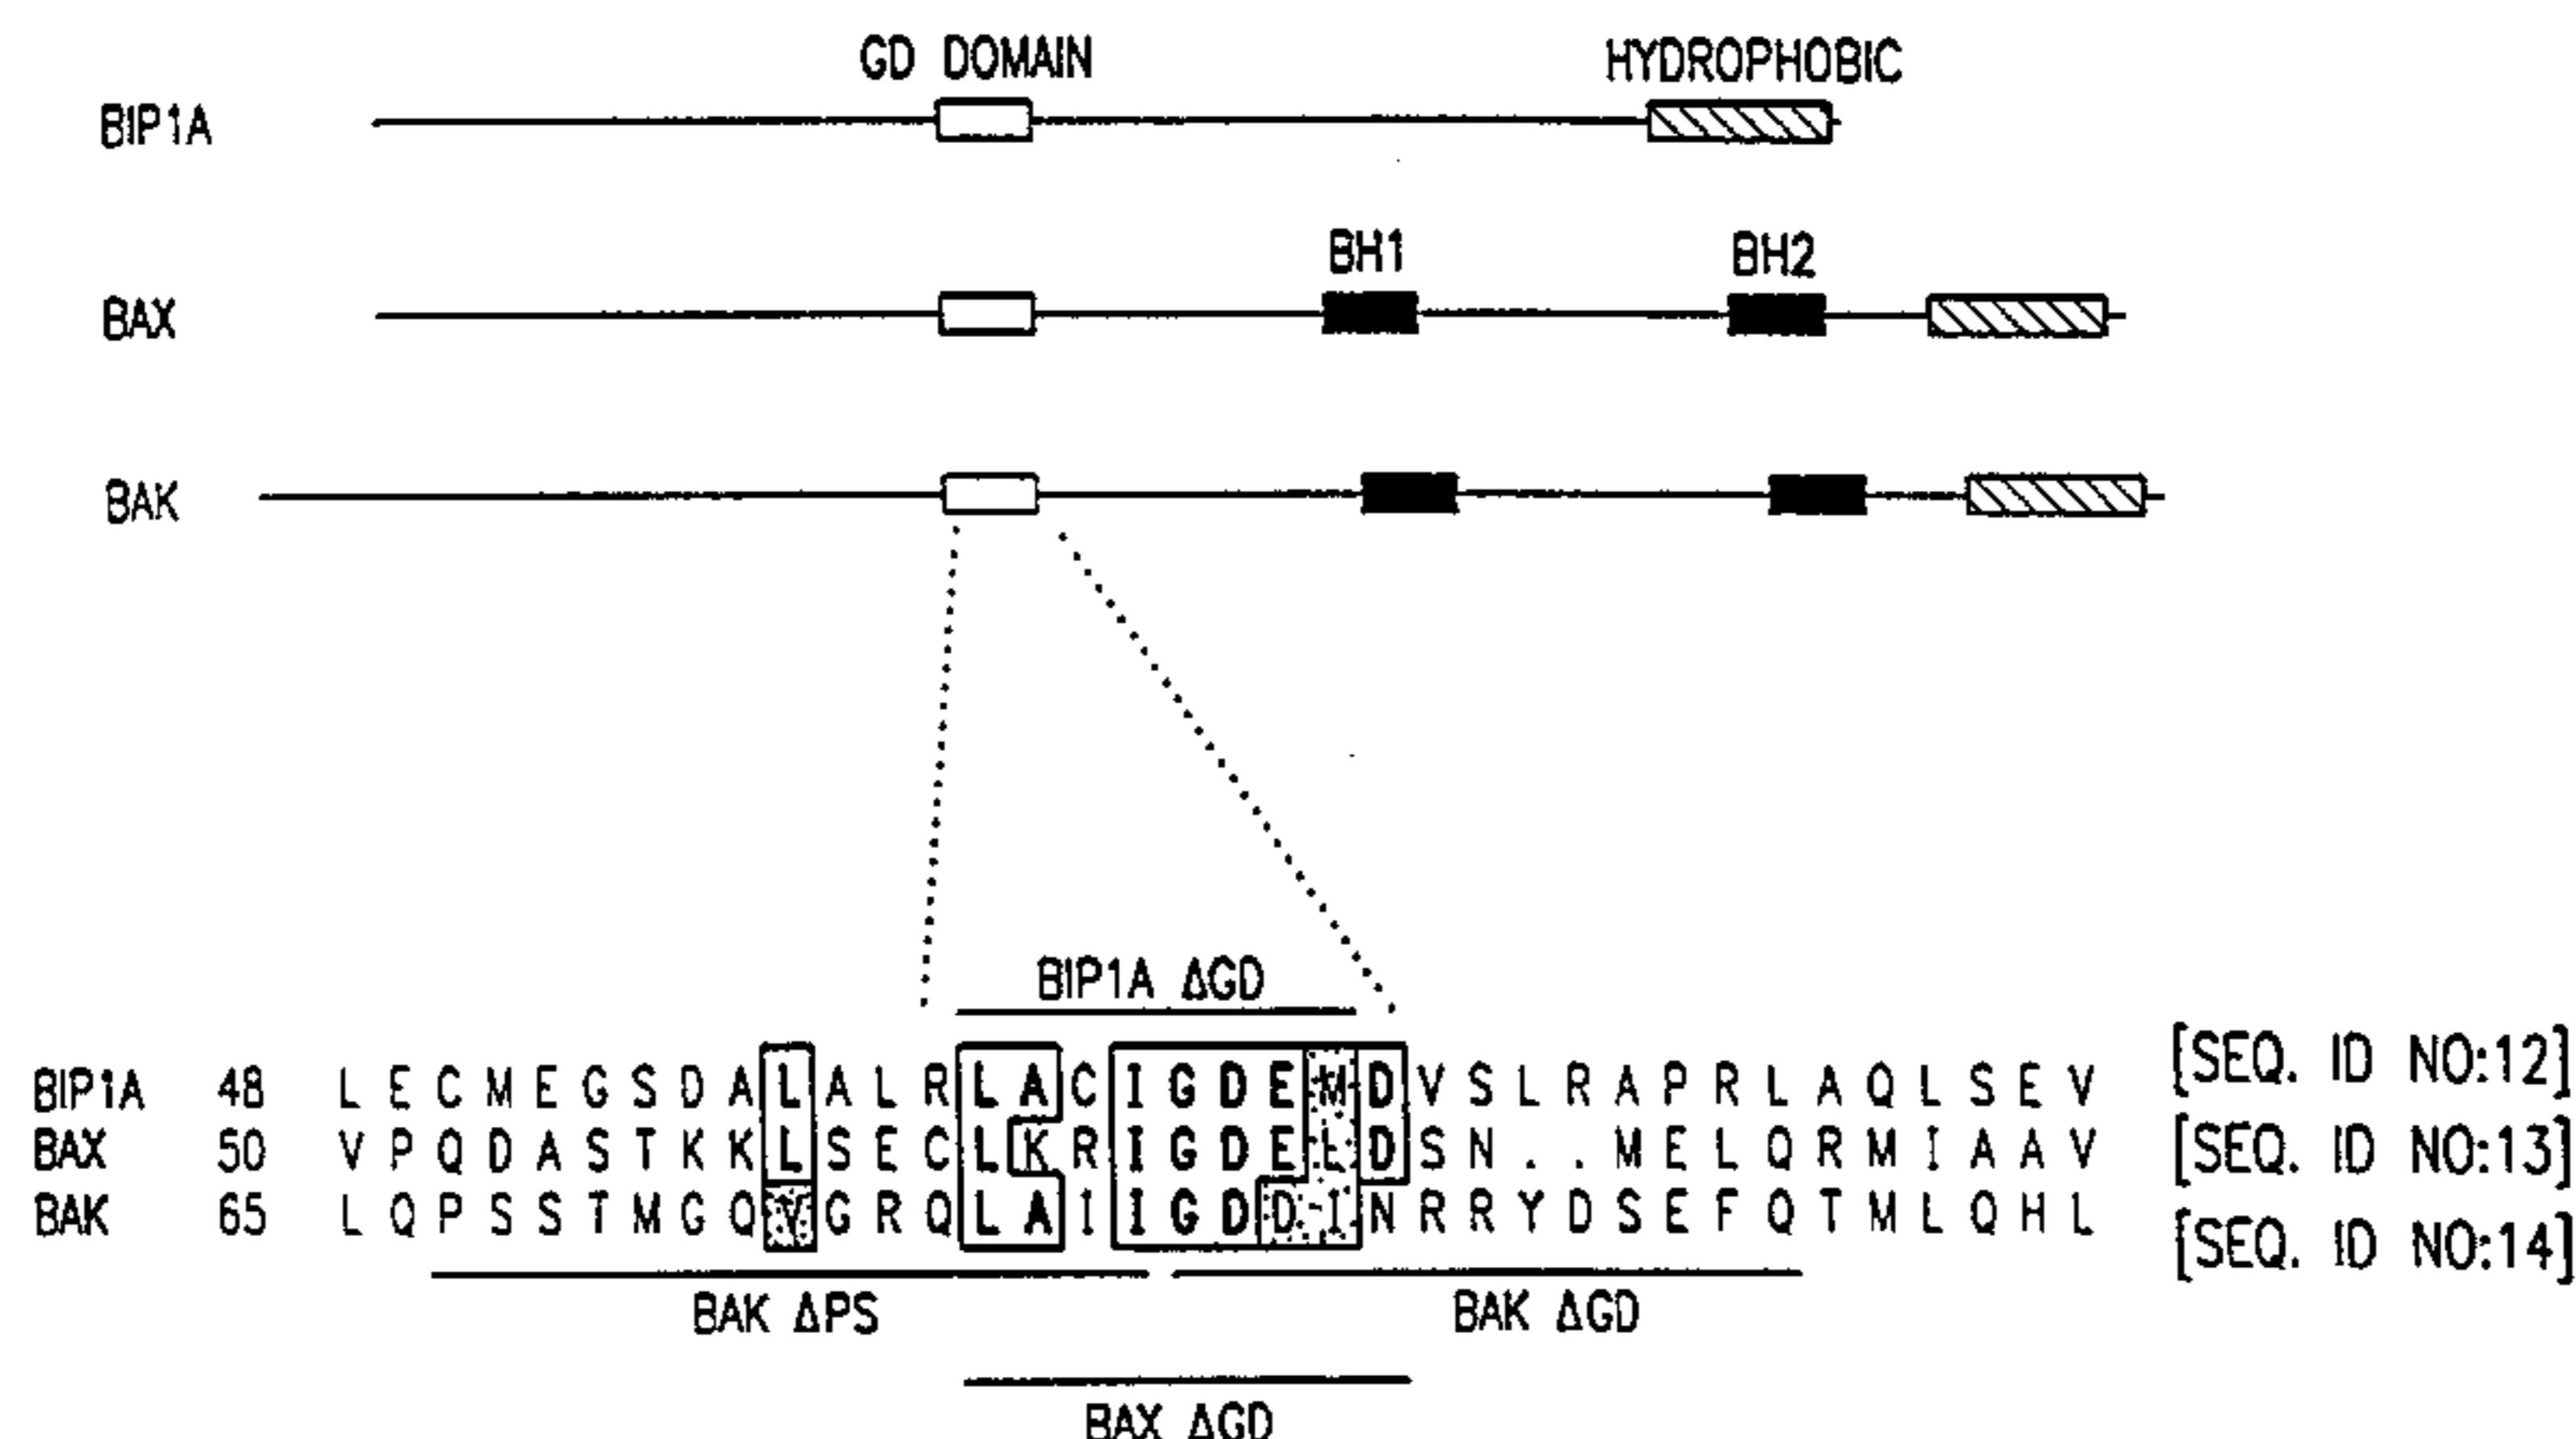 GD DOMAIN HYDROPHOBIC
BIP1A
BH1 BH2
BAX
BAK
BIP1A ΔGD
BIP1A 48 L E C M E G S D A L A L R L A C I G D E M D V S L R A P R L A Q L S E V [SEQ. ID NO:12]
BAX 50 V P Q D A S T K K L S E C L K R I G D E L D S N . . M E L Q R M I A A V [SEQ. ID NO:13]
BAK 65 L Q P S S T M G Q V G R Q L A I I G D D I N R R Y D S E F Q T M L Q H L [SEQ. ID NO:14]
BAK ΔPS BAK ΔGD
BAX ΔGD